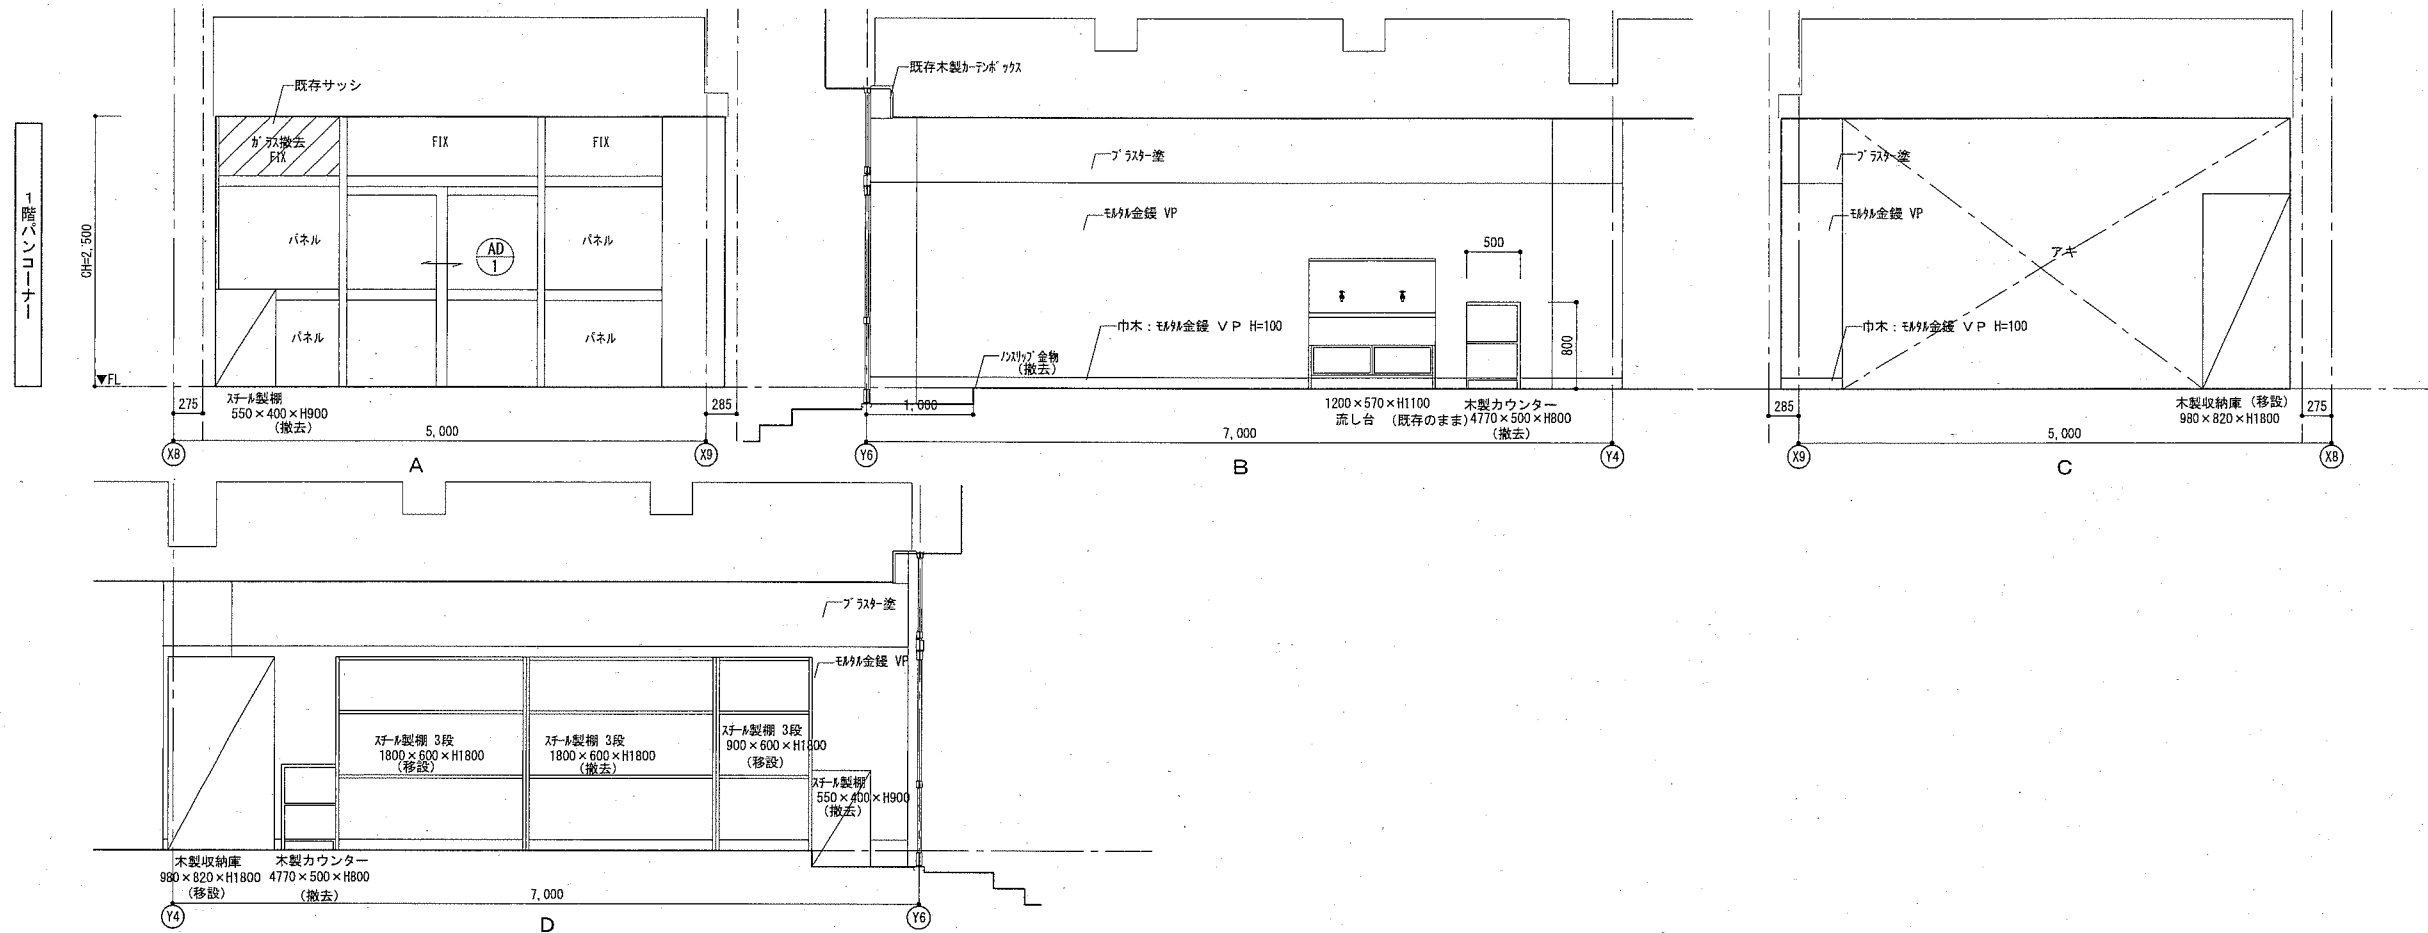 1階パンコーナー
CH=2,500
▼FL
既存サッシ
ガラス撤去
FIX
FIX
FIX
パネル
AD
1
パネル
パネル
パネル
スチール製棚
550×400×H900
(撤去)
275
285
5,000
X8
X9
A
既存木製カーテンボックス
プラスター塗
モルタル金鏝 VP
500
800
巾木：モルタル金鏝 VP H=100
ノンスリップ金物
(撤去)
1,000
1200×570×H1100
流し台 (既存のまま)
木製カウンター
4770×500×H800
(撤去)
7,000
Y6
Y4
B
プラスター塗
モルタル金鏝 VP
アキ
巾木：モルタル金鏝 VP H=100
木製収納庫 (移設)
980×820×H1800
285
275
5,000
X9
X8
C
プラスター塗
モルタル金鏝 VP
スチール製棚 3段
1800×600×H1800
(移設)
スチール製棚 3段
1800×600×H1800
(撤去)
スチール製棚 3段
900×600×H1800
(移設)
スチール製棚
550×400×H900
(撤去)
木製収納庫
980×820×H1800
(移設)
木製カウンター
4770×500×H800
(撤去)
7,000
Y4
Y6
D